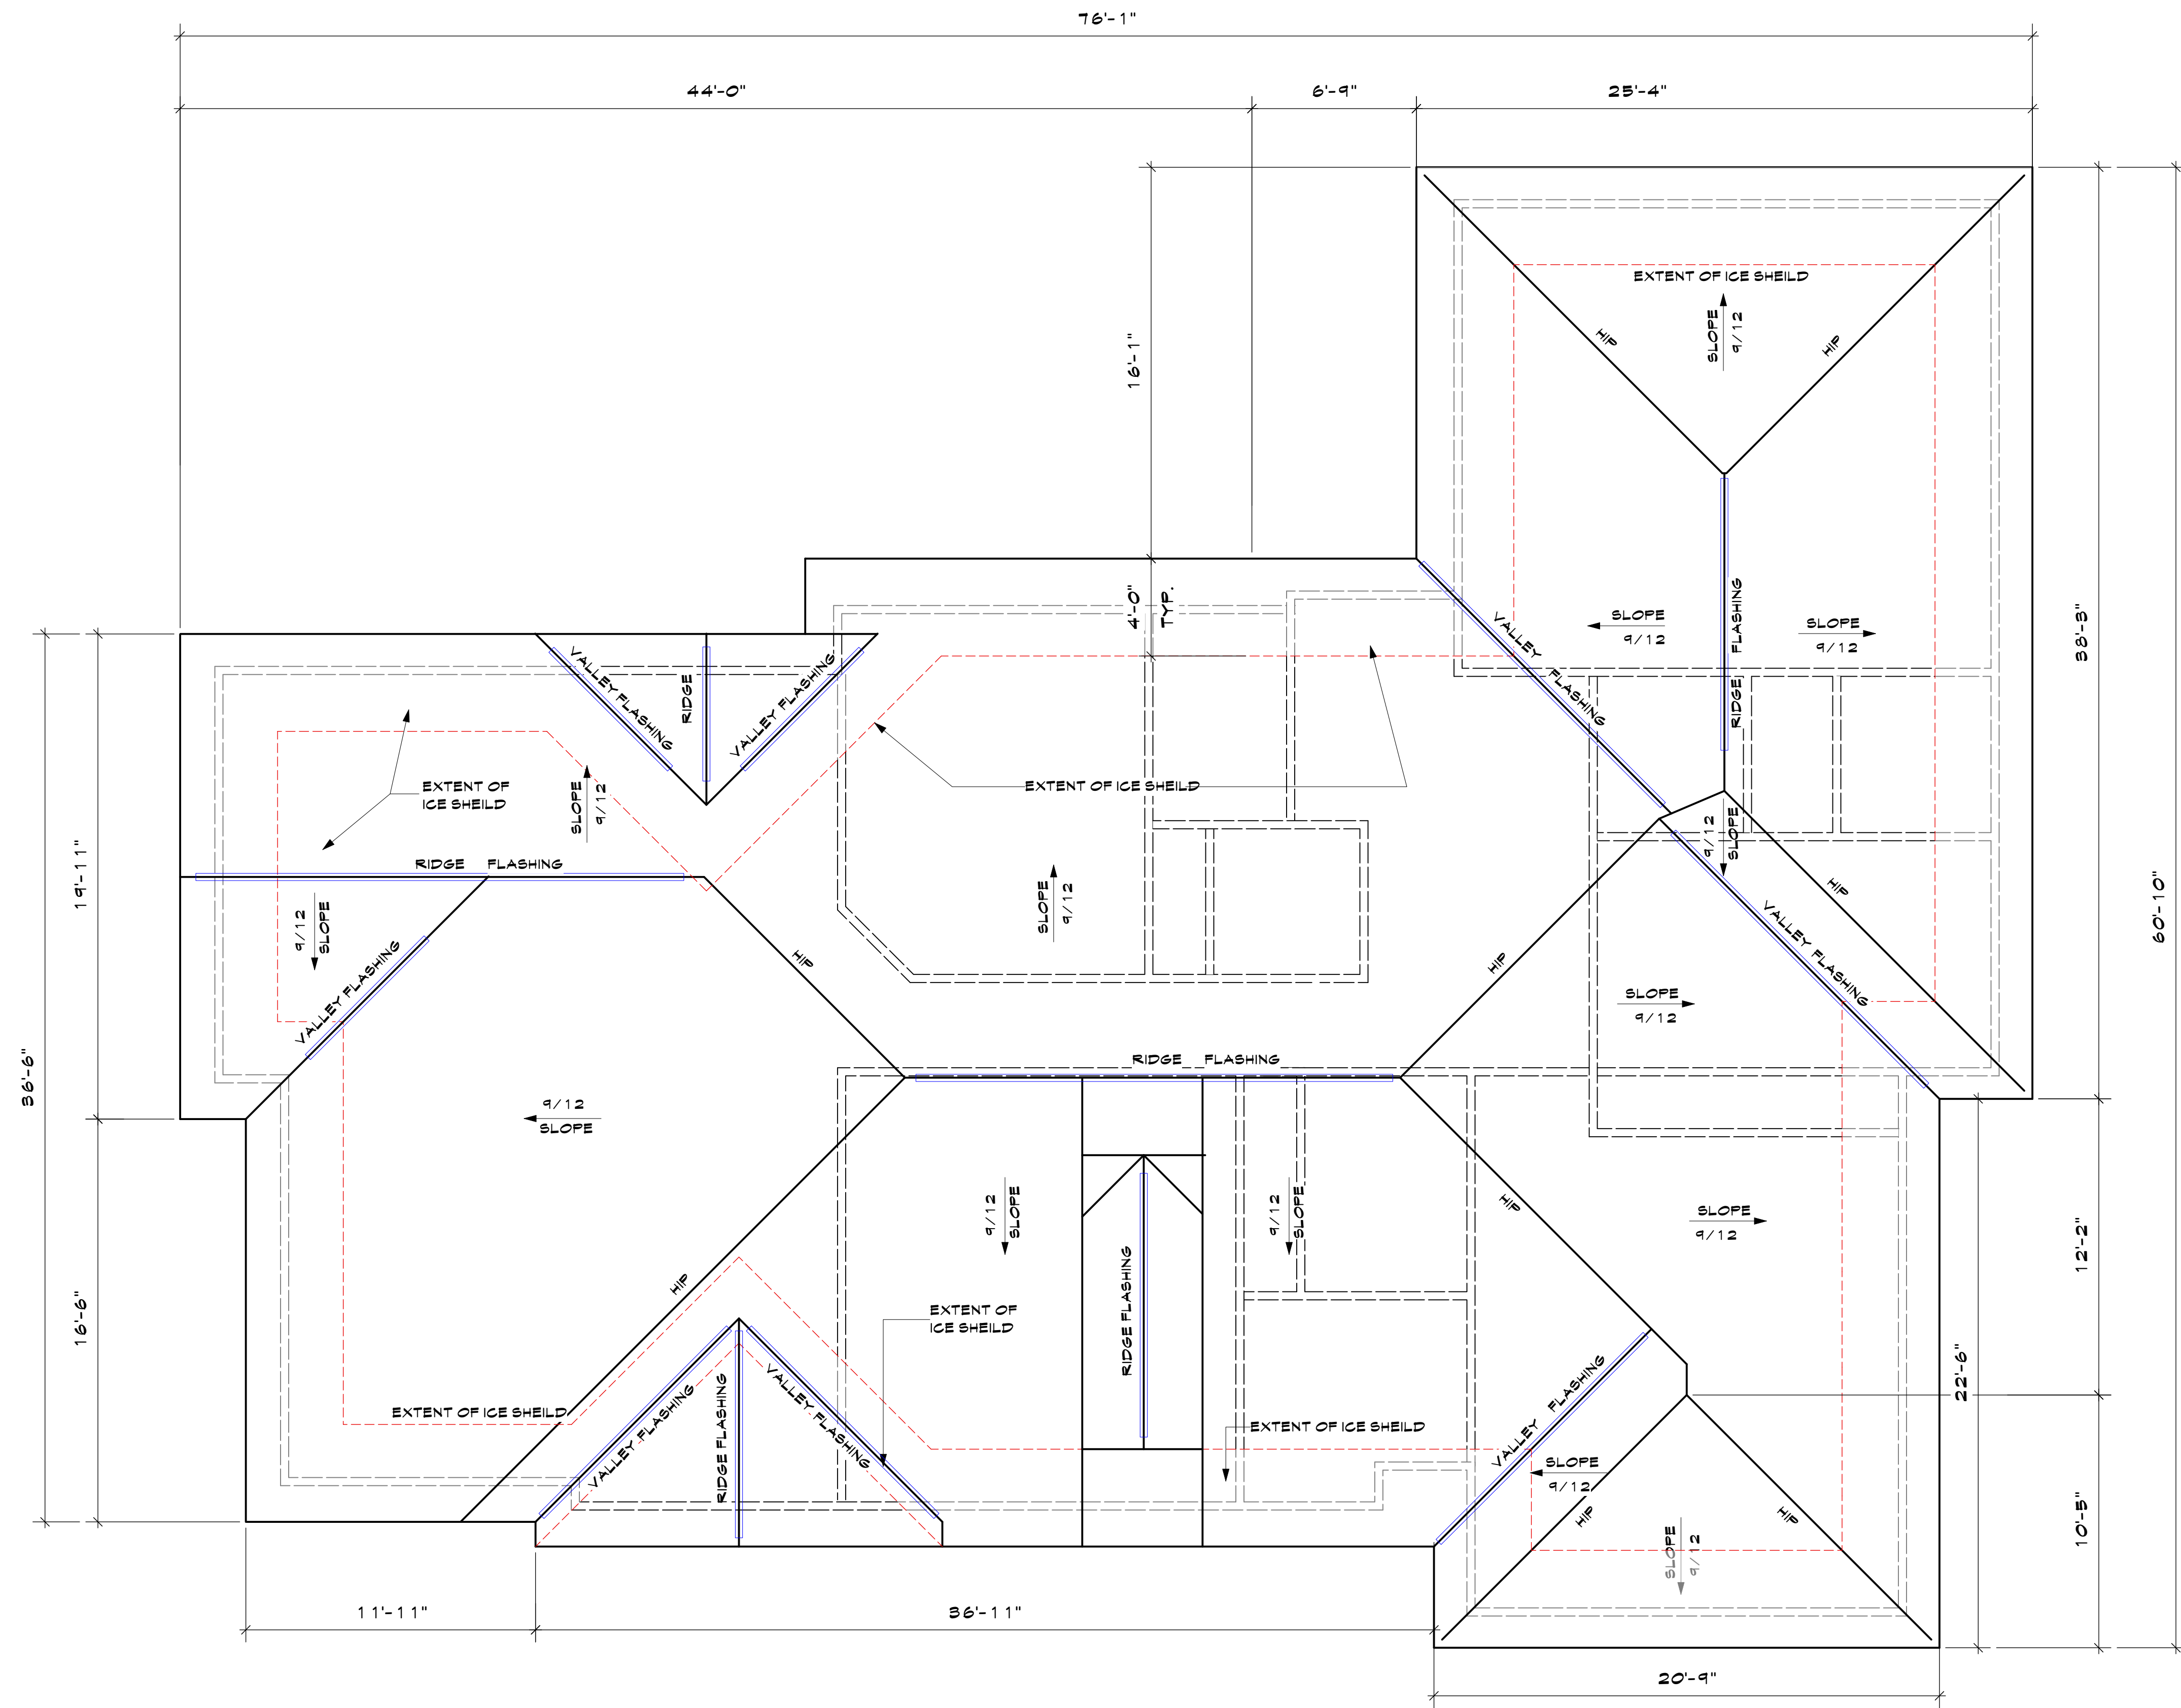 76'-1"
44'-0"
6'-9"
25'-4"
16'-1"
4'-0"
TYP.
38'-3"
60'-10"
12'-2"
22'-6"
10'-5"
36'-6"
19'-11"
16'-6"
EXTENT OF ICE SHEILD
SLOPE
9/12
HIP
HIP
SLOPE
9/12
SLOPE
9/12
RIDGE FLASHING
VALLEY FLASHING
VALLEY FLASHING
RIDGE
VALLEY FLASHING
EXTENT OF
ICE SHEILD
SLOPE
9/12
EXTENT OF ICE SHEILD
RIDGE FLASHING
9/12
SLOPE
VALLEY FLASHING
HIP
SLOPE
9/12
9/12
SLOPE
HIP
VALLEY FLASHING
HIP
SLOPE
9/12
RIDGE FLASHING
9/12
SLOPE
9/12
SLOPE
9/12
SLOPE
HIP
SLOPE
9/12
HIP
RIDGE FLASHING
EXTENT OF
ICE SHEILD
EXTENT OF ICE SHEILD
VALLEY FLASHING
RIDGE FLASHING
VALLEY FLASHING
EXTENT OF ICE SHEILD
VALLEY FLASHING
SLOPE
9/12
HIP
HIP
SLOPE
9/12
11'-11"
36'-11"
20'-9"